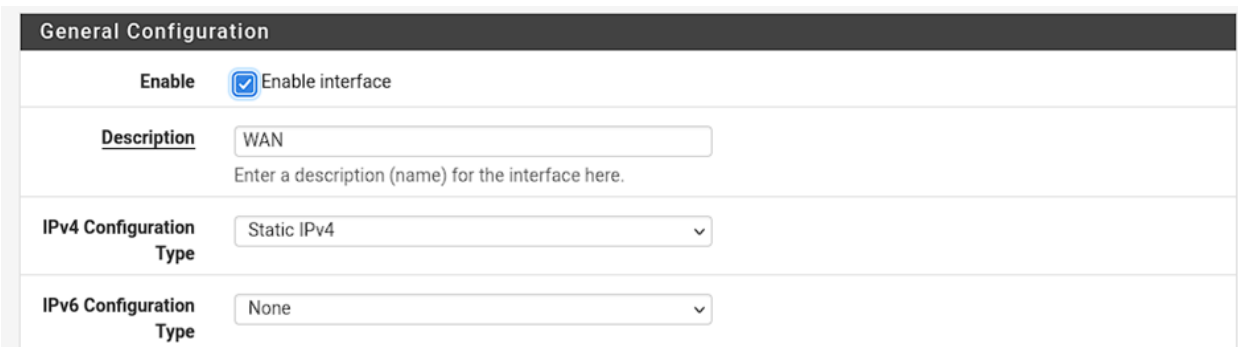 General Configuration
Enable
Enable interface
Description
WAN
Enter a description (name) for the interface here.
IPv4 Configuration
Type
Static IPv4
IPv6 Configuration
Type
None